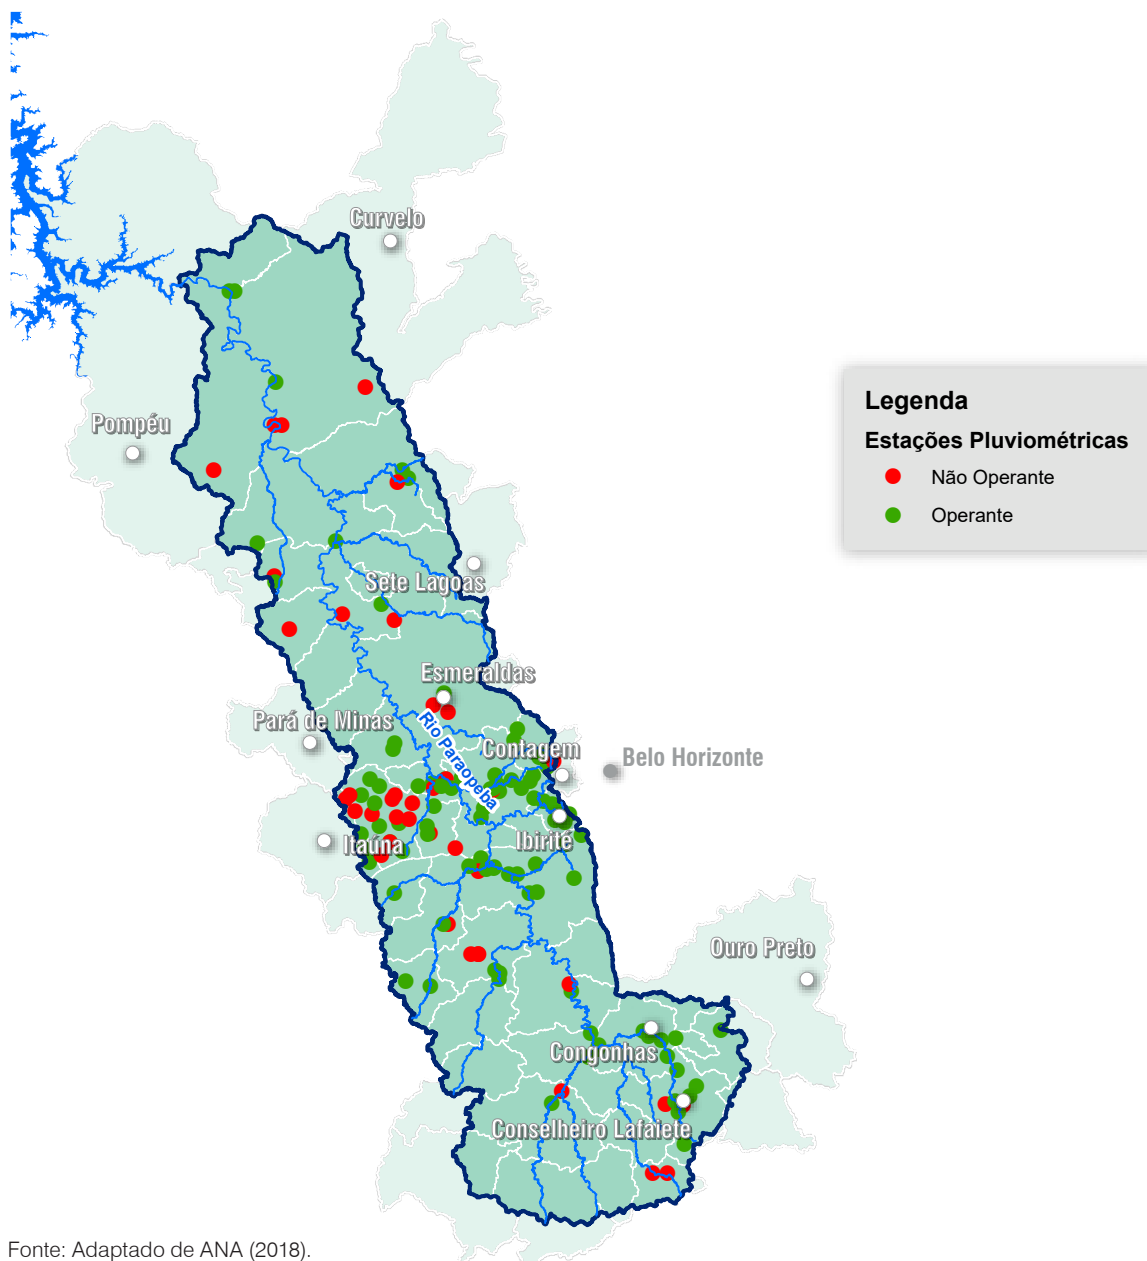 Curvelo
Pompéu
Sete Lagoas
Esmeraldas
Pará de Minas
Rio Paraopeba
Contagem
Belo Horizonte
Itaúna
Ibirité
Ouro Preto
Congonhas
Conselheiro Lafaiete
Legenda
Estações Pluviométricas
Não Operante
Operante
Fonte: Adaptado de ANA (2018).